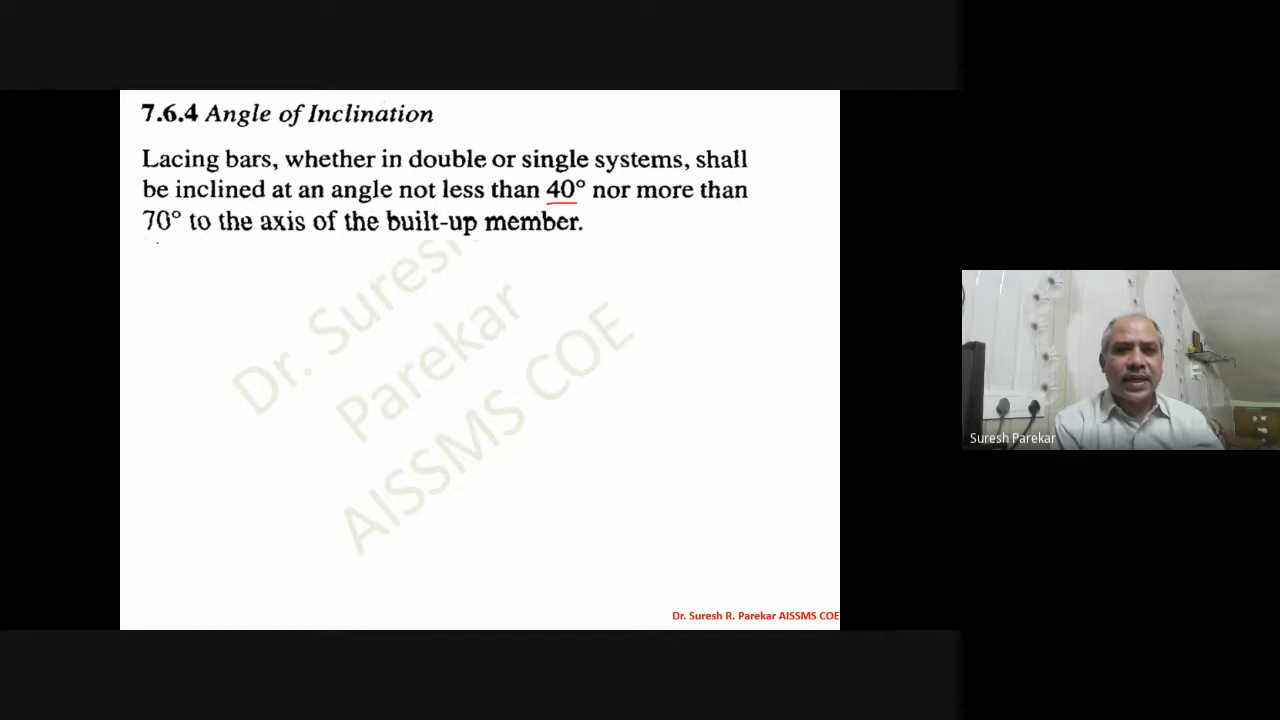 7.6.4 Angle of Inclination
Lacing bars, whether in double or single systems, shall
be inclined at an angle not less than 40° nor more than
70° to the axis of the built-up member.
Dr. Suresh
Parekar
AISSMS COE
Dr. Suresh R. Parekar AISSMS COE
Suresh Parekar